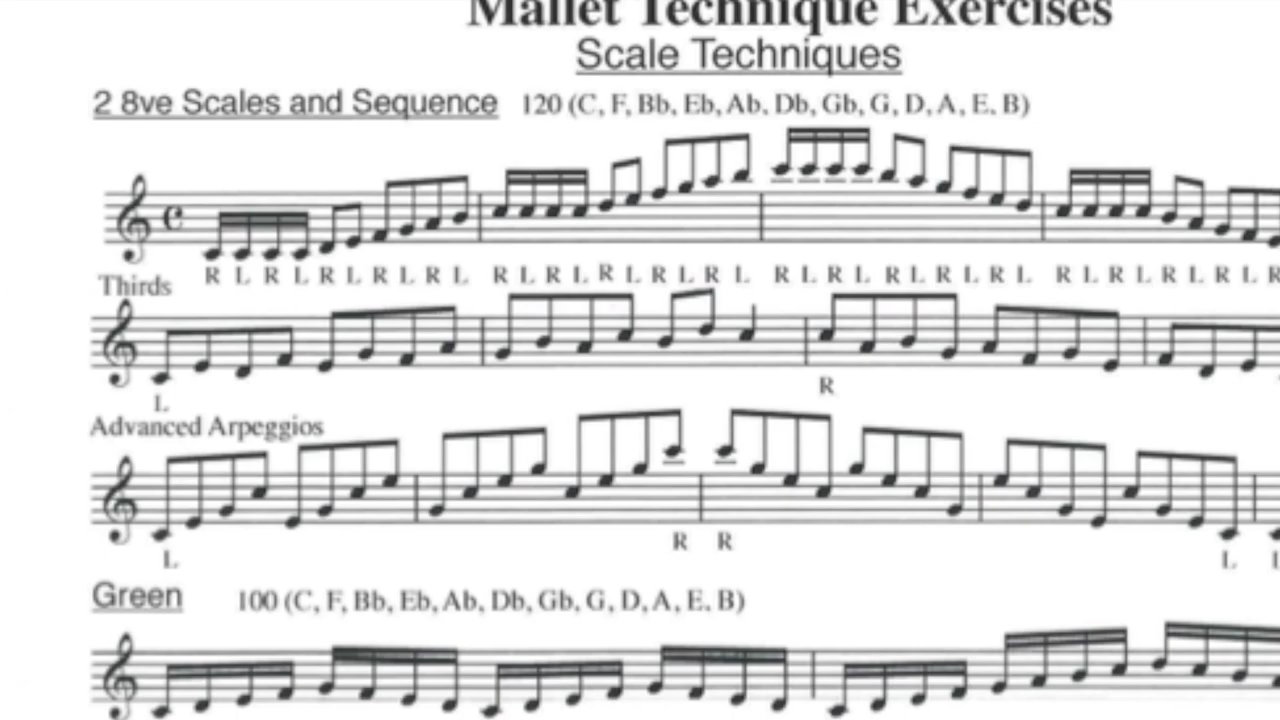 Mallet Technique Exercises
Scale Techniques
2 8ve Scales and Sequence 120 (C, F, Bb, Eb, Ab, Db, Gb, G, D, A, E, B)
R L R L R L R L R L R L R L R L R L R L R L R L R L R L R L R L R L R L R L R
Thirds
L R
Advanced Arpeggios
L R R L
Green 100 (C, F, Bb, Eb, Ab, Db, Gb, G, D, A, E, B)